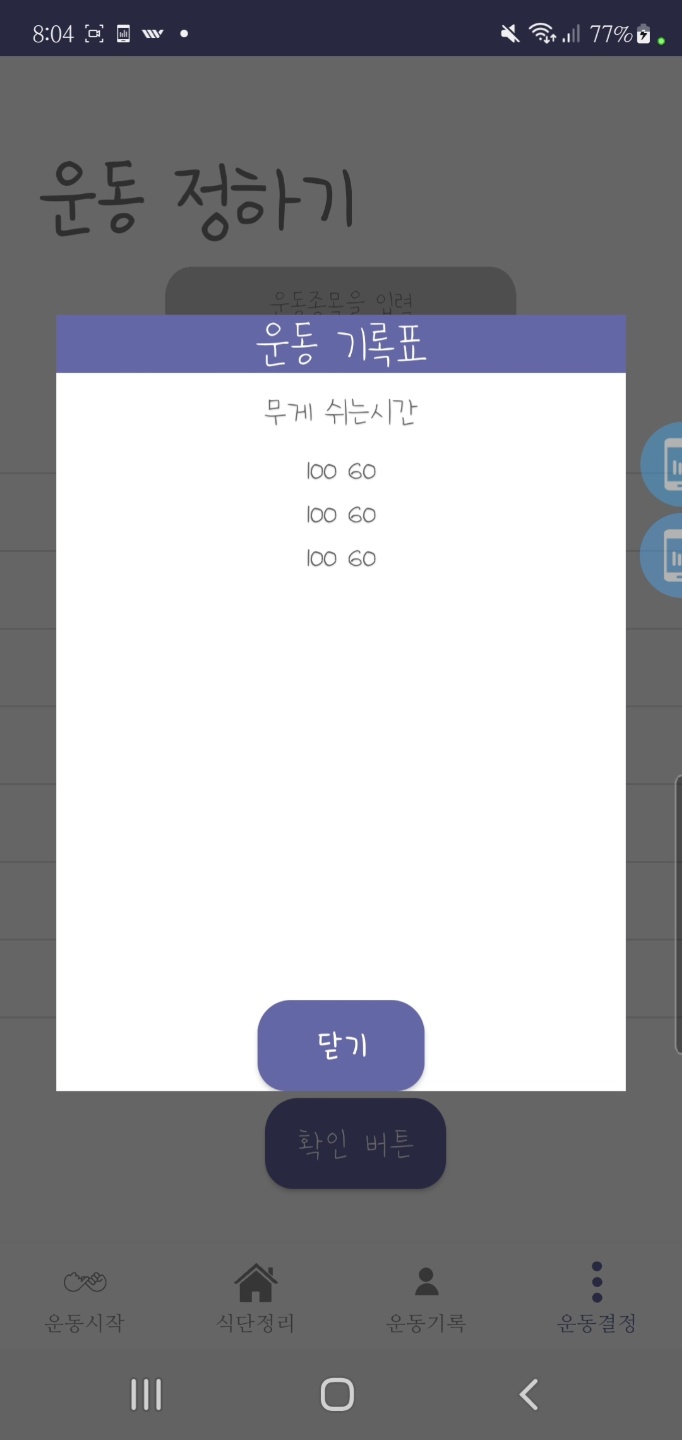 8:04 77%
운동 정하기
운동종목을 입력
운동 기록표
무게 쉬는시간
100 60
100 60
100 60
닫기
확인 버튼
운동시작 식단정리 운동기록 운동결정